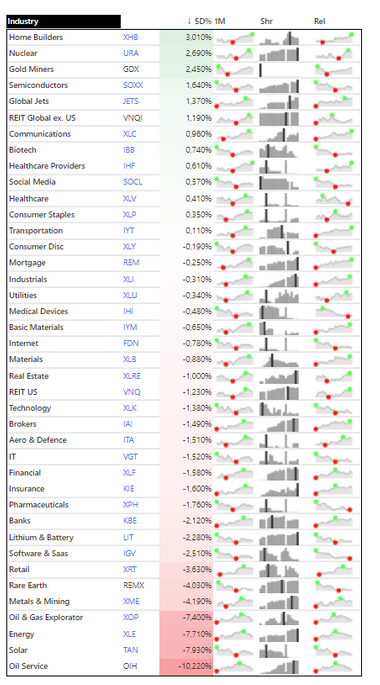 Industry ↓ 5D% 1M Shr Rel
Home Builders XHB 3,010%
Nuclear URA 2,690%
Gold Miners GDX 2,450%
Semiconductors SOXX 1,640%
Global Jets JETS 1,370%
REIT Global ex. US VNQI 1,190%
Communications XLC 0,960%
Biotech IBB 0,740%
Healthcare Providers IHF 0,610%
Social Media SOCL 0,570%
Healthcare XLV 0,410%
Consumer Staples XLP 0,350%
Transportation IYT 0,110%
Consumer Disc XLY -0,190%
Mortgage REM -0,250%
Industrials XLI -0,310%
Utilities XLU -0,340%
Medical Devices IHI -0,480%
Basic Materials IYM -0,650%
Internet FDN -0,780%
Materials XLB -0,880%
Real Estate XLRE -1,000%
REIT US VNQ -1,230%
Technology XLK -1,380%
Brokers IAI -1,490%
Aero & Defence ITA -1,510%
IT VGT -1,520%
Financial XLF -1,580%
Insurance KIE -1,600%
Pharmaceuticals XPH -1,760%
Banks KBE -2,120%
Lithium & Battery LIT -2,280%
Software & Saas IGV -2,510%
Retail XRT -3,630%
Rare Earth REMX -4,030%
Metals & Mining XME -4,190%
Oil & Gas Explorator XOP -7,400%
Energy XLE -7,710%
Solar TAN -7,930%
Oil Service OIH -10,220%